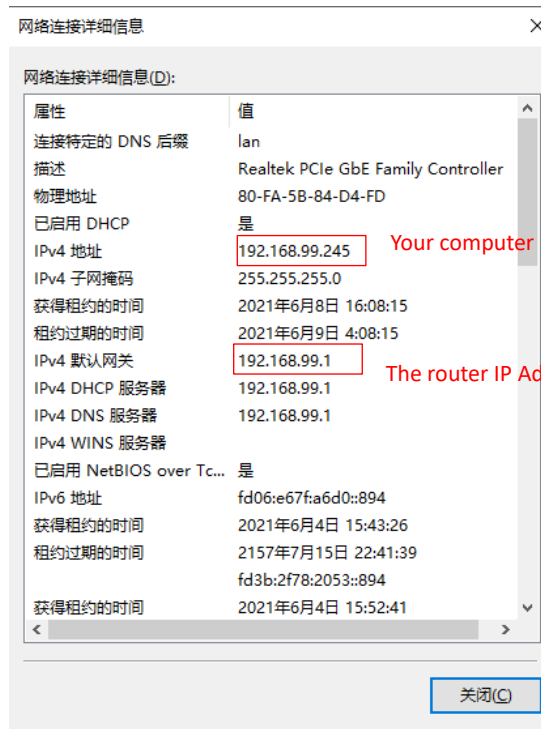 网络连接详细信息
网络连接详细信息(D):
属性 值
连接特定的 DNS 后缀 lan
描述 Realtek PCIe GbE Family Controller
物理地址 80-FA-5B-84-D4-FD
已启用 DHCP 是
IPv4 地址 192.168.99.245 Your computer
IPv4 子网掩码 255.255.255.0
获得租约的时间 2021年6月8日 16:08:15
租约过期的时间 2021年6月9日 4:08:15
IPv4 默认网关 192.168.99.1 The router IP Ad
IPv4 DHCP 服务器 192.168.99.1
IPv4 DNS 服务器 192.168.99.1
IPv4 WINS 服务器
已启用 NetBIOS over Tc... 是
IPv6 地址 fd06:e67f:a6d0::894
获得租约的时间 2021年6月4日 15:43:26
租约过期的时间 2157年7月15日 22:41:39
fd3b:2f78:2053::894
获得租约的时间 2021年6月4日 15:52:41
关闭(C)